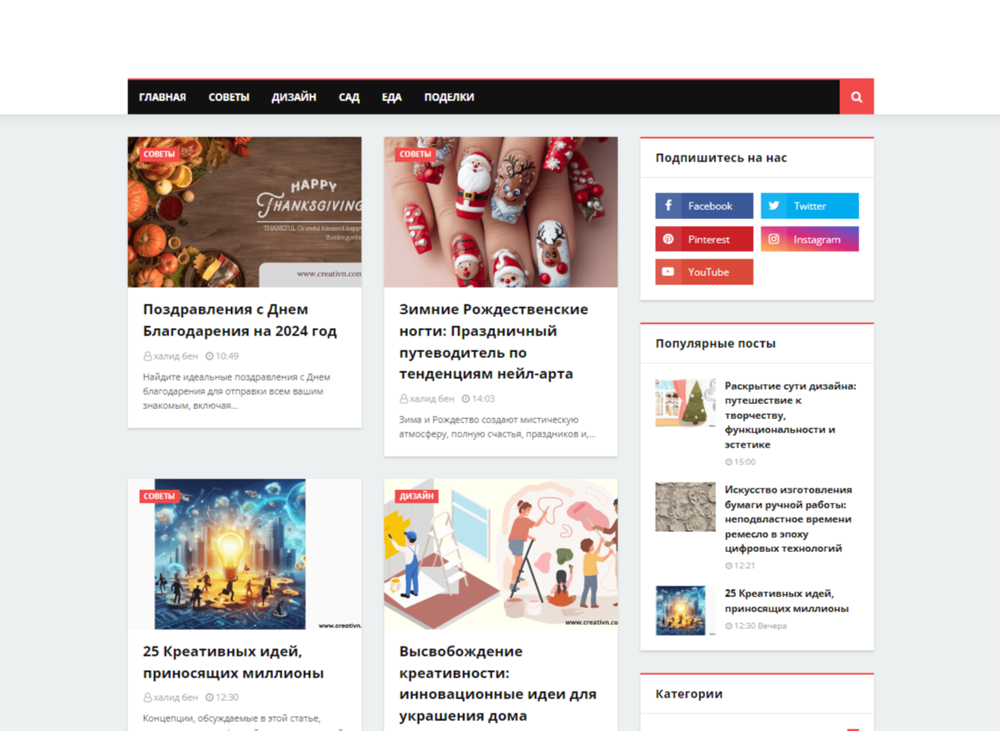 ГЛАВНАЯ СОВЕТЫ ДИЗАЙН САД ЕДА ПОДЕЛКИ
СОВЕТЫ
HAPPY
THANKSGIVING
THANKFUL Grateful blessed happy
thanksgiving
www.creativn.com
Поздравления с Днем
Благодарения на 2024 год
халид бен 10:49
Найдите идеальные поздравления с Днем
благодарения для отправки всем вашим
знакомым, включая...
СОВЕТЫ
Зимние Рождественские
ногти: Праздничный
путеводитель по
тенденциям нейл-арта
халид бен 14:03
Зима и Рождество создают мистическую
атмосферу, полную счастья, праздников и,...
СОВЕТЫ
www.creativn.
25 Креативных идей,
приносящих миллионы
халид бен 12:30
Концепции, обсуждаемые в этой статье,
ДИЗАЙН
www.creativn.co
Высвобождение
креативности:
инновационные идеи для
украшения дома
Подпишитесь на нас
Facebook Twitter
Pinterest Instagram
YouTube
Популярные посты
Раскрытие сути дизайна:
путешествие к
творчеству,
функциональности и
эстетике
15:00
Искусство изготовления
бумаги ручной работы:
неподвластное времени
ремесло в эпоху
цифровых технологий
12:21
25 Креативных идей,
приносящих миллионы
12:30 Вечера
Категории